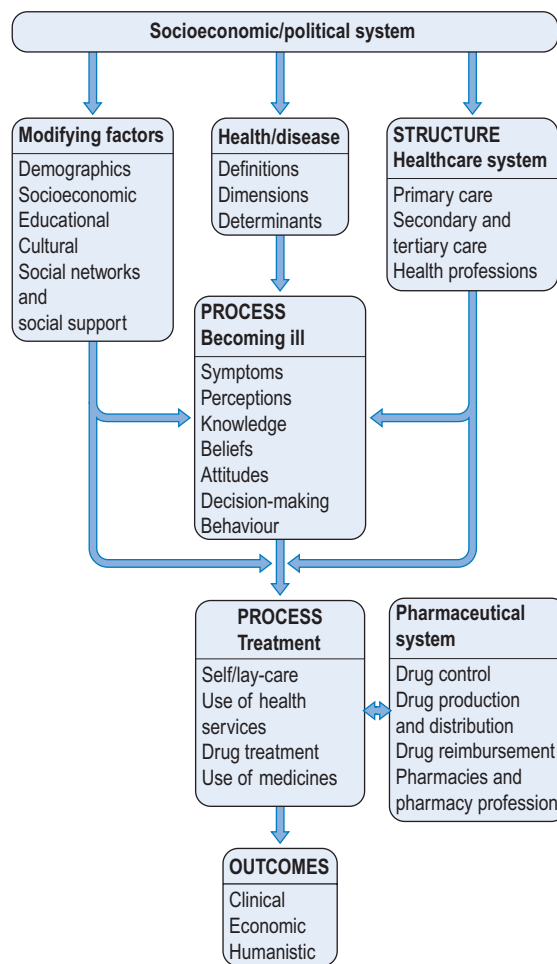 Socioeconomic/political system
Modifying factors
Demographics
Socioeconomic
Educational
Cultural
Social networks
and
social support
Health/disease
Definitions
Dimensions
Determinants
STRUCTURE
Healthcare system
Primary care
Secondary and
tertiary care
Health professions
PROCESS
Becoming ill
Symptoms
Perceptions
Knowledge
Beliefs
Attitudes
Decision-making
Behaviour
PROCESS
Treatment
Self/lay-care
Use of health
services
Drug treatment
Use of medicines
Pharmaceutical
system
Drug control
Drug production
and distribution
Drug reimbursement
Pharmacies and
pharmacy profession
OUTCOMES
Clinical
Economic
Humanistic